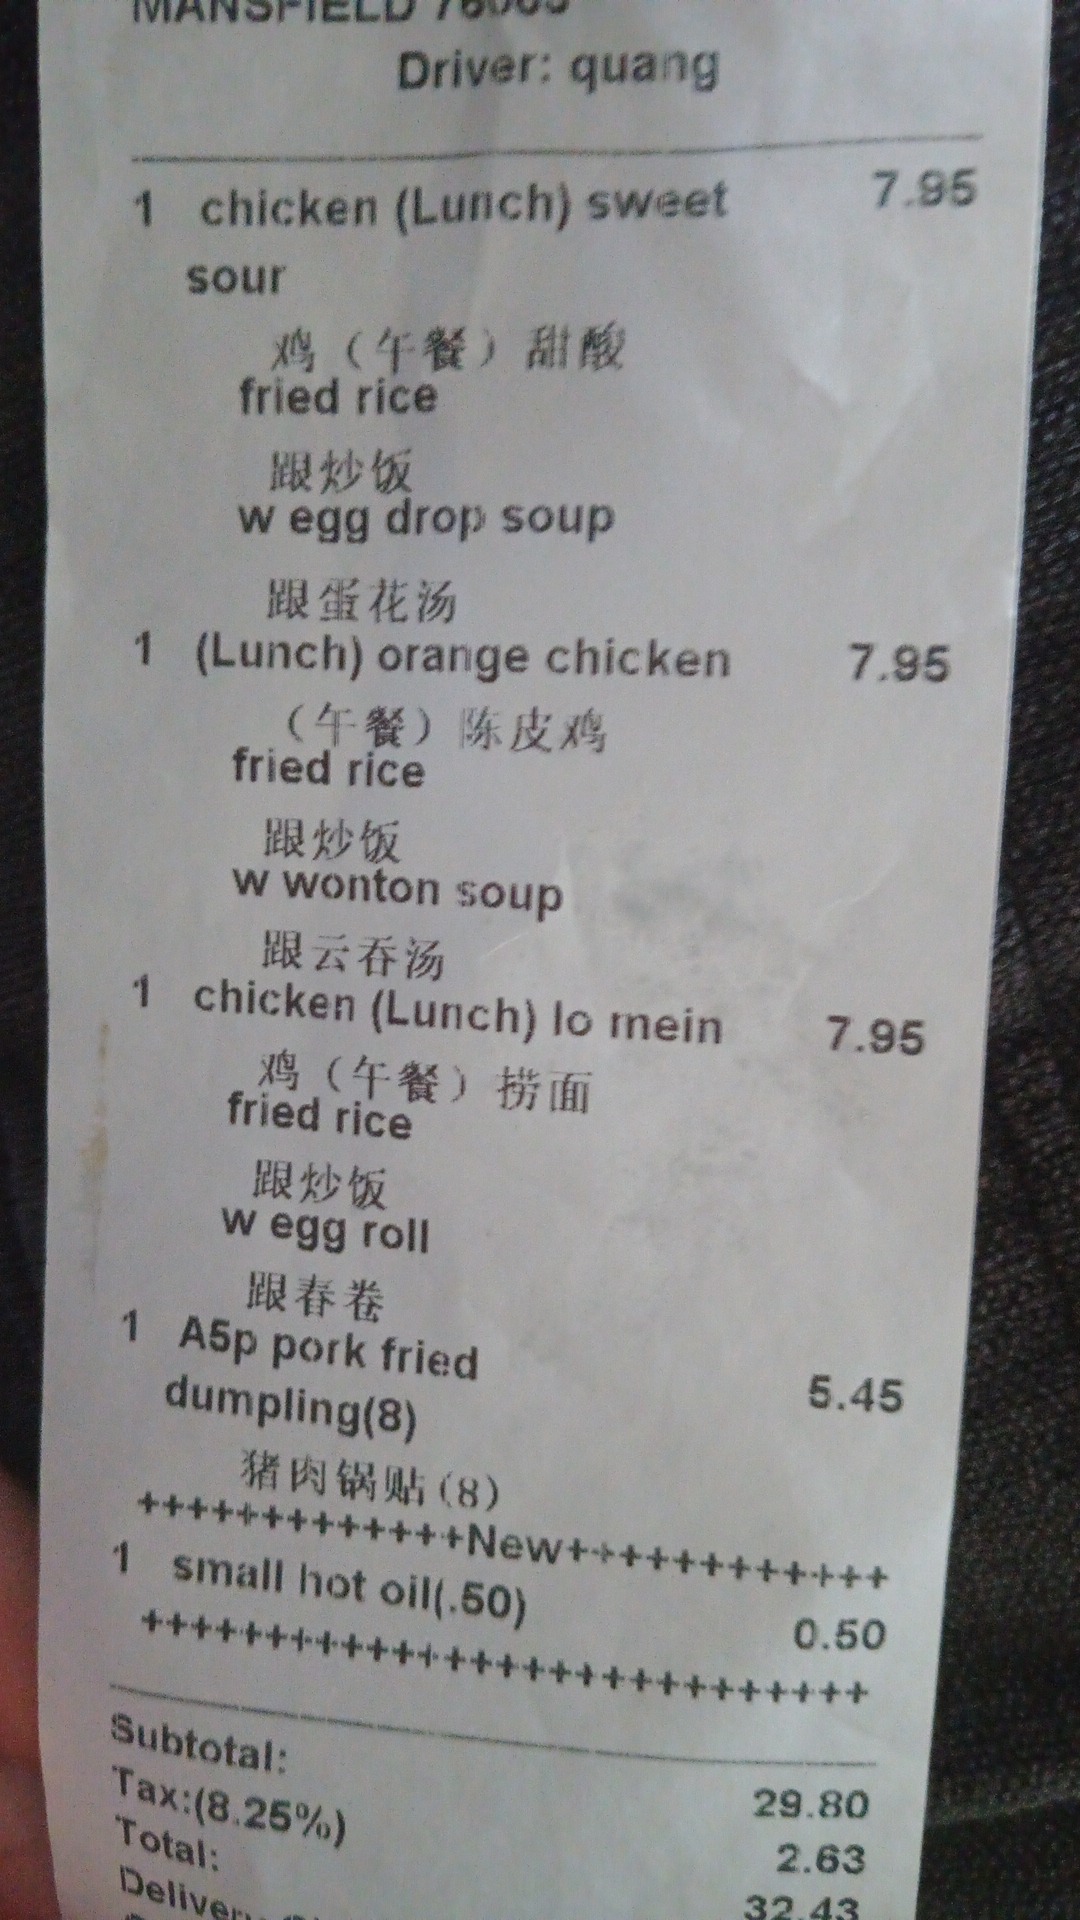 MANSFIELD 76063
Driver: quang
1 chicken (Lunch) sweet 7.95
sour
鸡（午餐）甜酸
fried rice
跟炒饭
w egg drop soup
跟蛋花汤
1 (Lunch) orange chicken 7.95
（午餐）陈皮鸡
fried rice
跟炒饭
w wonton soup
跟云吞汤
1 chicken (Lunch) lo mein 7.95
鸡（午餐）捞面
fried rice
跟炒饭
w egg roll
跟春卷
1 A5p pork fried
dumpling(8) 5.45
猪肉锅贴(8)
+++++++++++++New+++++++++++++
1 small hot oil(.50) 0.50
+++++++++++++++++++++++++++++
Subtotal: 29.80
Tax:(8.25%) 2.63
Total: 32.43